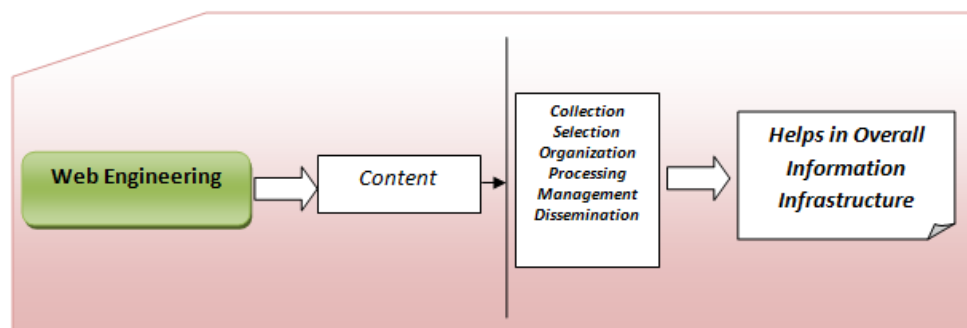 Web Engineering
Content
Collection
Selection
Organization
Processing
Management
Dissemination
Helps in Overall
Information
Infrastructure